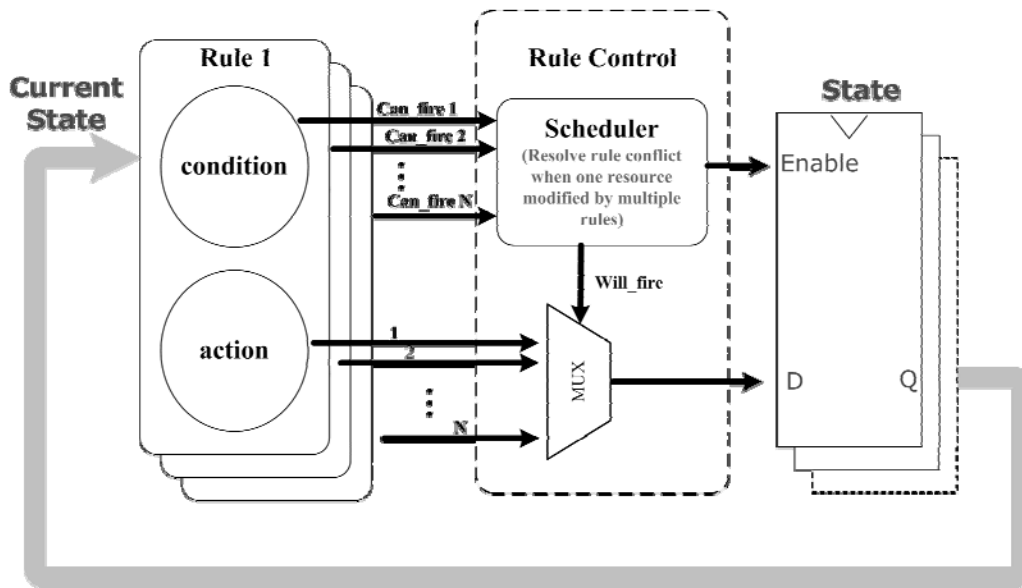 Current
State
Rule 1
condition
action
Can_fire 1
Can_fire 2
Can_fire N
1
2
N
Rule Control
Scheduler
(Resolve rule conflict
when one resource
modified by multiple
rules)
Will_fire
MUX
State
Enable
D
Q